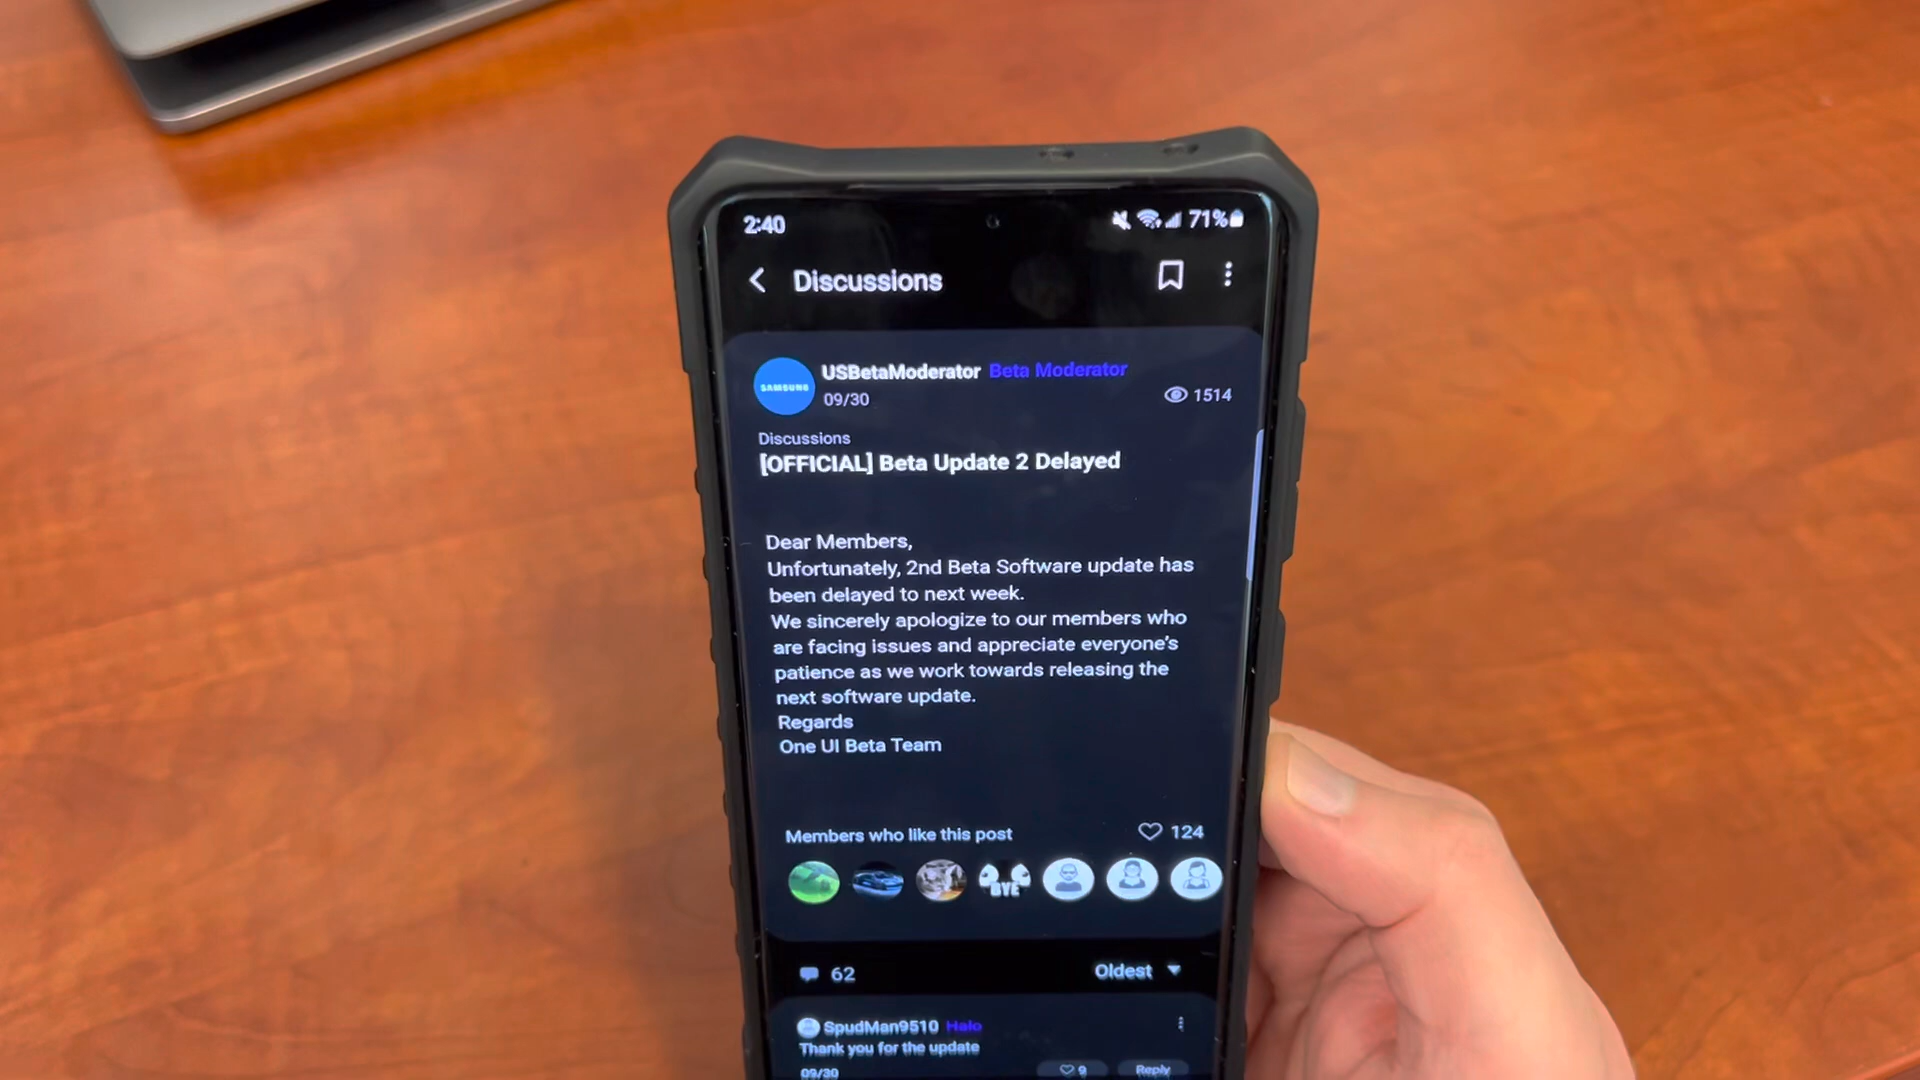 2:40 71%
Discussions
SAMSUNG
USBetaModerator Beta Moderator
09/30
1514
Discussions
[OFFICIAL] Beta Update 2 Delayed
Dear Members,
Unfortunately, 2nd Beta Software update has
been delayed to next week.
We sincerely apologize to our members who
are facing issues and appreciate everyone's
patience as we work towards releasing the
next software update.
Regards
One UI Beta Team
Members who like this post 124
BYE
62 Oldest
SpudMan9510 Halo
Thank you for the update
09/30 9 Reply